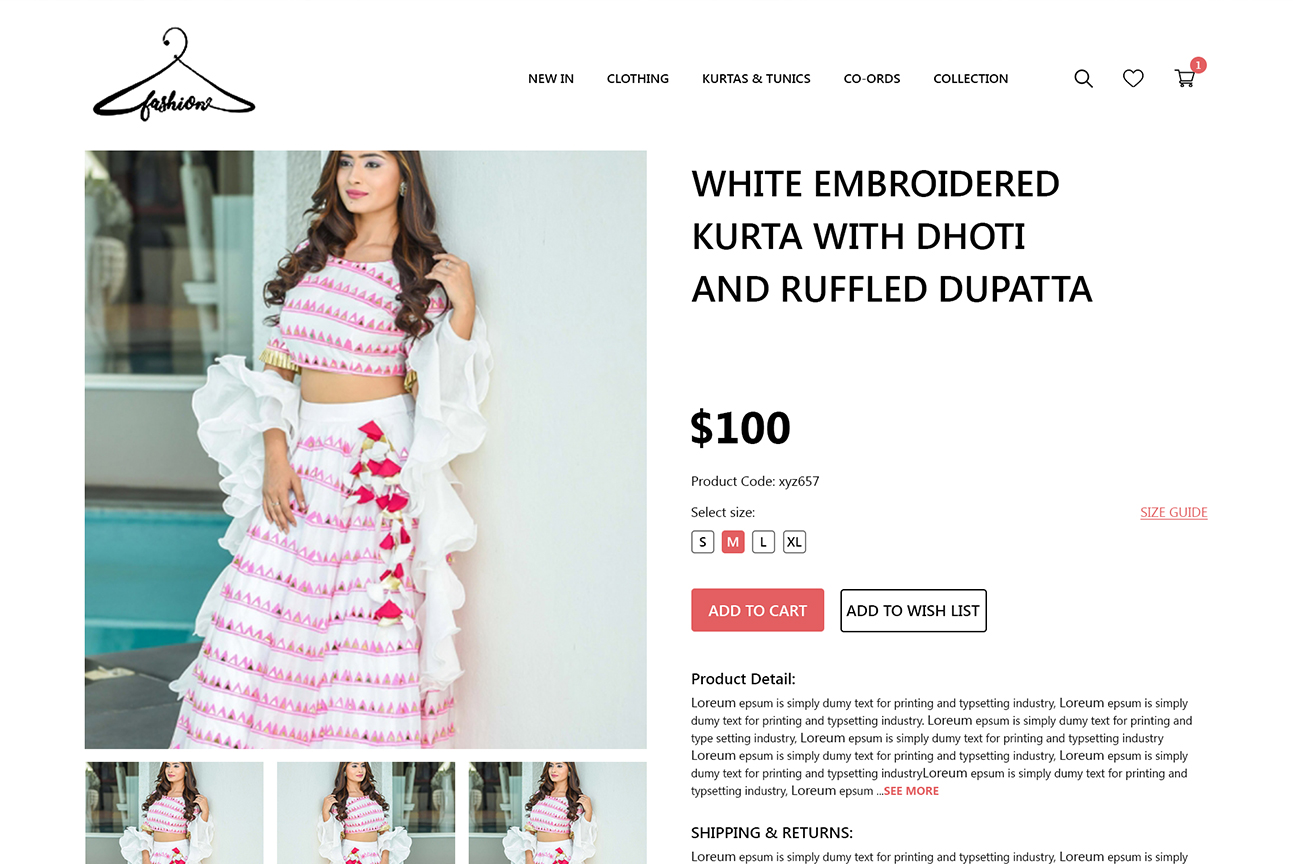 fashion
NEW IN CLOTHING KURTAS & TUNICS CO-ORDS COLLECTION
1
WHITE EMBROIDERED
KURTA WITH DHOTI
AND RUFFLED DUPATTA
$100
Product Code: xyz657
Select size: SIZE GUIDE
S M L XL
ADD TO CART ADD TO WISH LIST
Product Detail:
Loreum epsum is simply dumy text for printing and typsetting industry, Loreum epsum is simply
dumy text for printing and typsetting industry. Loreum epsum is simply dumy text for printing and
type setting industry, Loreum epsum is simply dumy text for printing and typsetting industry
Loreum epsum is simply dumy text for printing and typsetting industry, Loreum epsum is simply
dumy text for printing and typsetting industryLoreum epsum is simply dumy text for printing and
typsetting industry, Loreum epsum ...SEE MORE
SHIPPING & RETURNS:
Loreum epsum is simply dumy text for printing and typsetting industry, Loreum epsum is simply